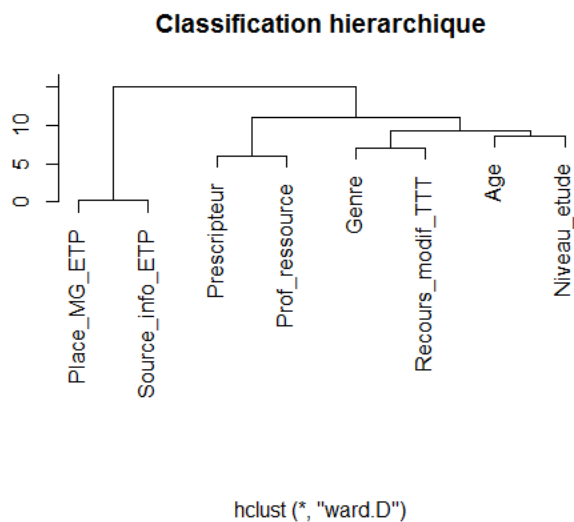 Classification hierarchique
10
5
0
Place_MG_ETP
Source_info_ETP
Prescripteur
Prof_ressource
Genre
Recours_modif_TTT
Age
Niveau_etude
hclust (*, "ward.D")